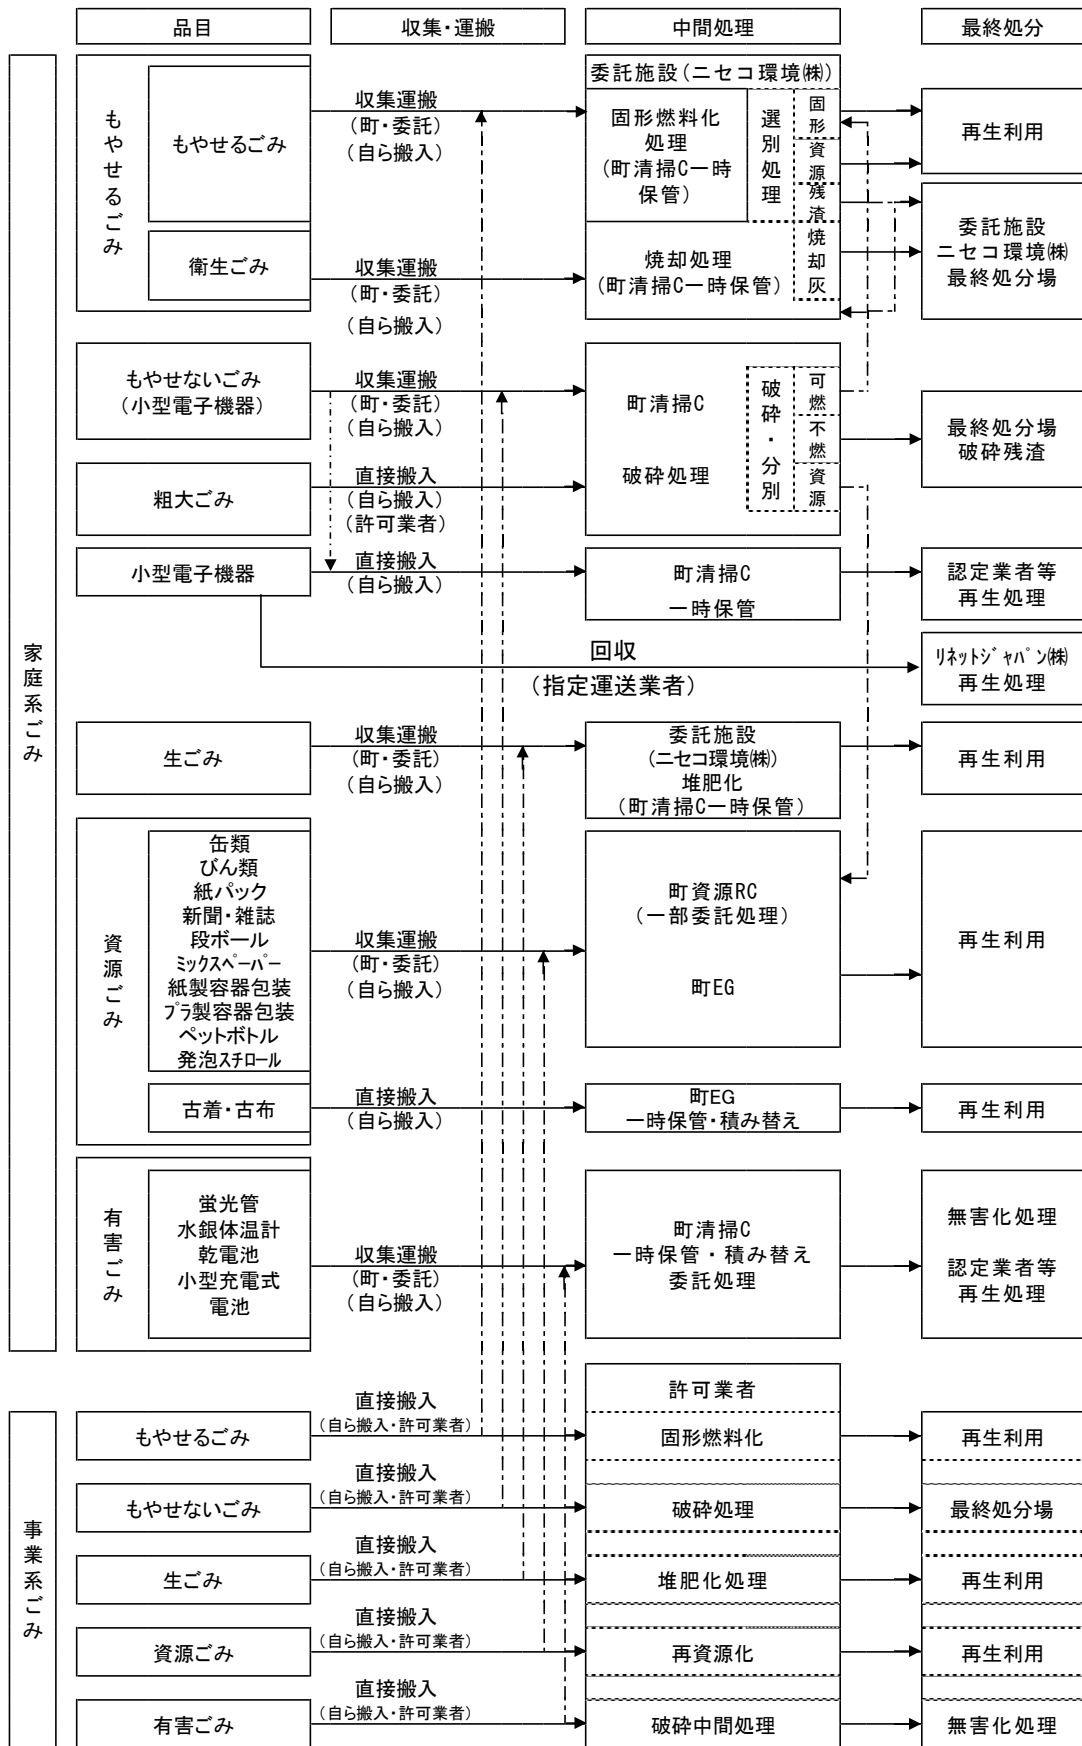 品目
収集・運搬
中間処理
最終処分
家庭系ごみ
もやせるごみ
もやせるごみ
収集運搬
(町・委託)
(自ら搬入)
委託施設(ニセコ環境㈱)
固形燃料化
処理
(町清掃C一時
保管)
選別処理
固形
資源
残渣
再生利用
衛生ごみ
収集運搬
(町・委託)
(自ら搬入)
焼却処理
(町清掃C一時保管)
焼却灰
委託施設
ニセコ環境㈱
最終処分場
もやせないごみ
(小型電子機器)
収集運搬
(町・委託)
(自ら搬入)
町清掃C
破砕処理
破砕・分別
可燃
不燃
資源
最終処分場
破砕残渣
粗大ごみ
直接搬入
(自ら搬入)
(許可業者)
小型電子機器
直接搬入
(自ら搬入)
町清掃C
一時保管
認定業者等
再生処理
回収
(指定運送業者)
ﾘﾈｯﾄｼﾞｬﾊﾟﾝ㈱
再生処理
生ごみ
収集運搬
(町・委託)
(自ら搬入)
委託施設
(ニセコ環境㈱)
堆肥化
(町清掃C一時保管)
再生利用
資源ごみ
缶類
びん類
紙パック
新聞・雑誌
段ボール
ﾐｯｸｽﾍﾟｰﾊﾟｰ
紙製容器包装
ﾌﾟﾗ製容器包装
ペットボトル
発泡ｽﾁﾛｰﾙ
収集運搬
(町・委託)
(自ら搬入)
町資源RC
(一部委託処理)
町EG
再生利用
古着・古布
直接搬入
(自ら搬入)
町EG
一時保管・積み替え
再生利用
有害ごみ
蛍光管
水銀体温計
乾電池
小型充電式
電池
収集運搬
(町・委託)
(自ら搬入)
町清掃C
一時保管・積み替え
委託処理
無害化処理
認定業者等
再生処理
事業系ごみ
許可業者
もやせるごみ
直接搬入
(自ら搬入・許可業者)
固形燃料化
再生利用
もやせないごみ
直接搬入
(自ら搬入・許可業者)
破砕処理
最終処分場
生ごみ
直接搬入
(自ら搬入・許可業者)
堆肥化処理
再生利用
資源ごみ
直接搬入
(自ら搬入・許可業者)
再資源化
再生利用
有害ごみ
直接搬入
(自ら搬入・許可業者)
破砕中間処理
無害化処理